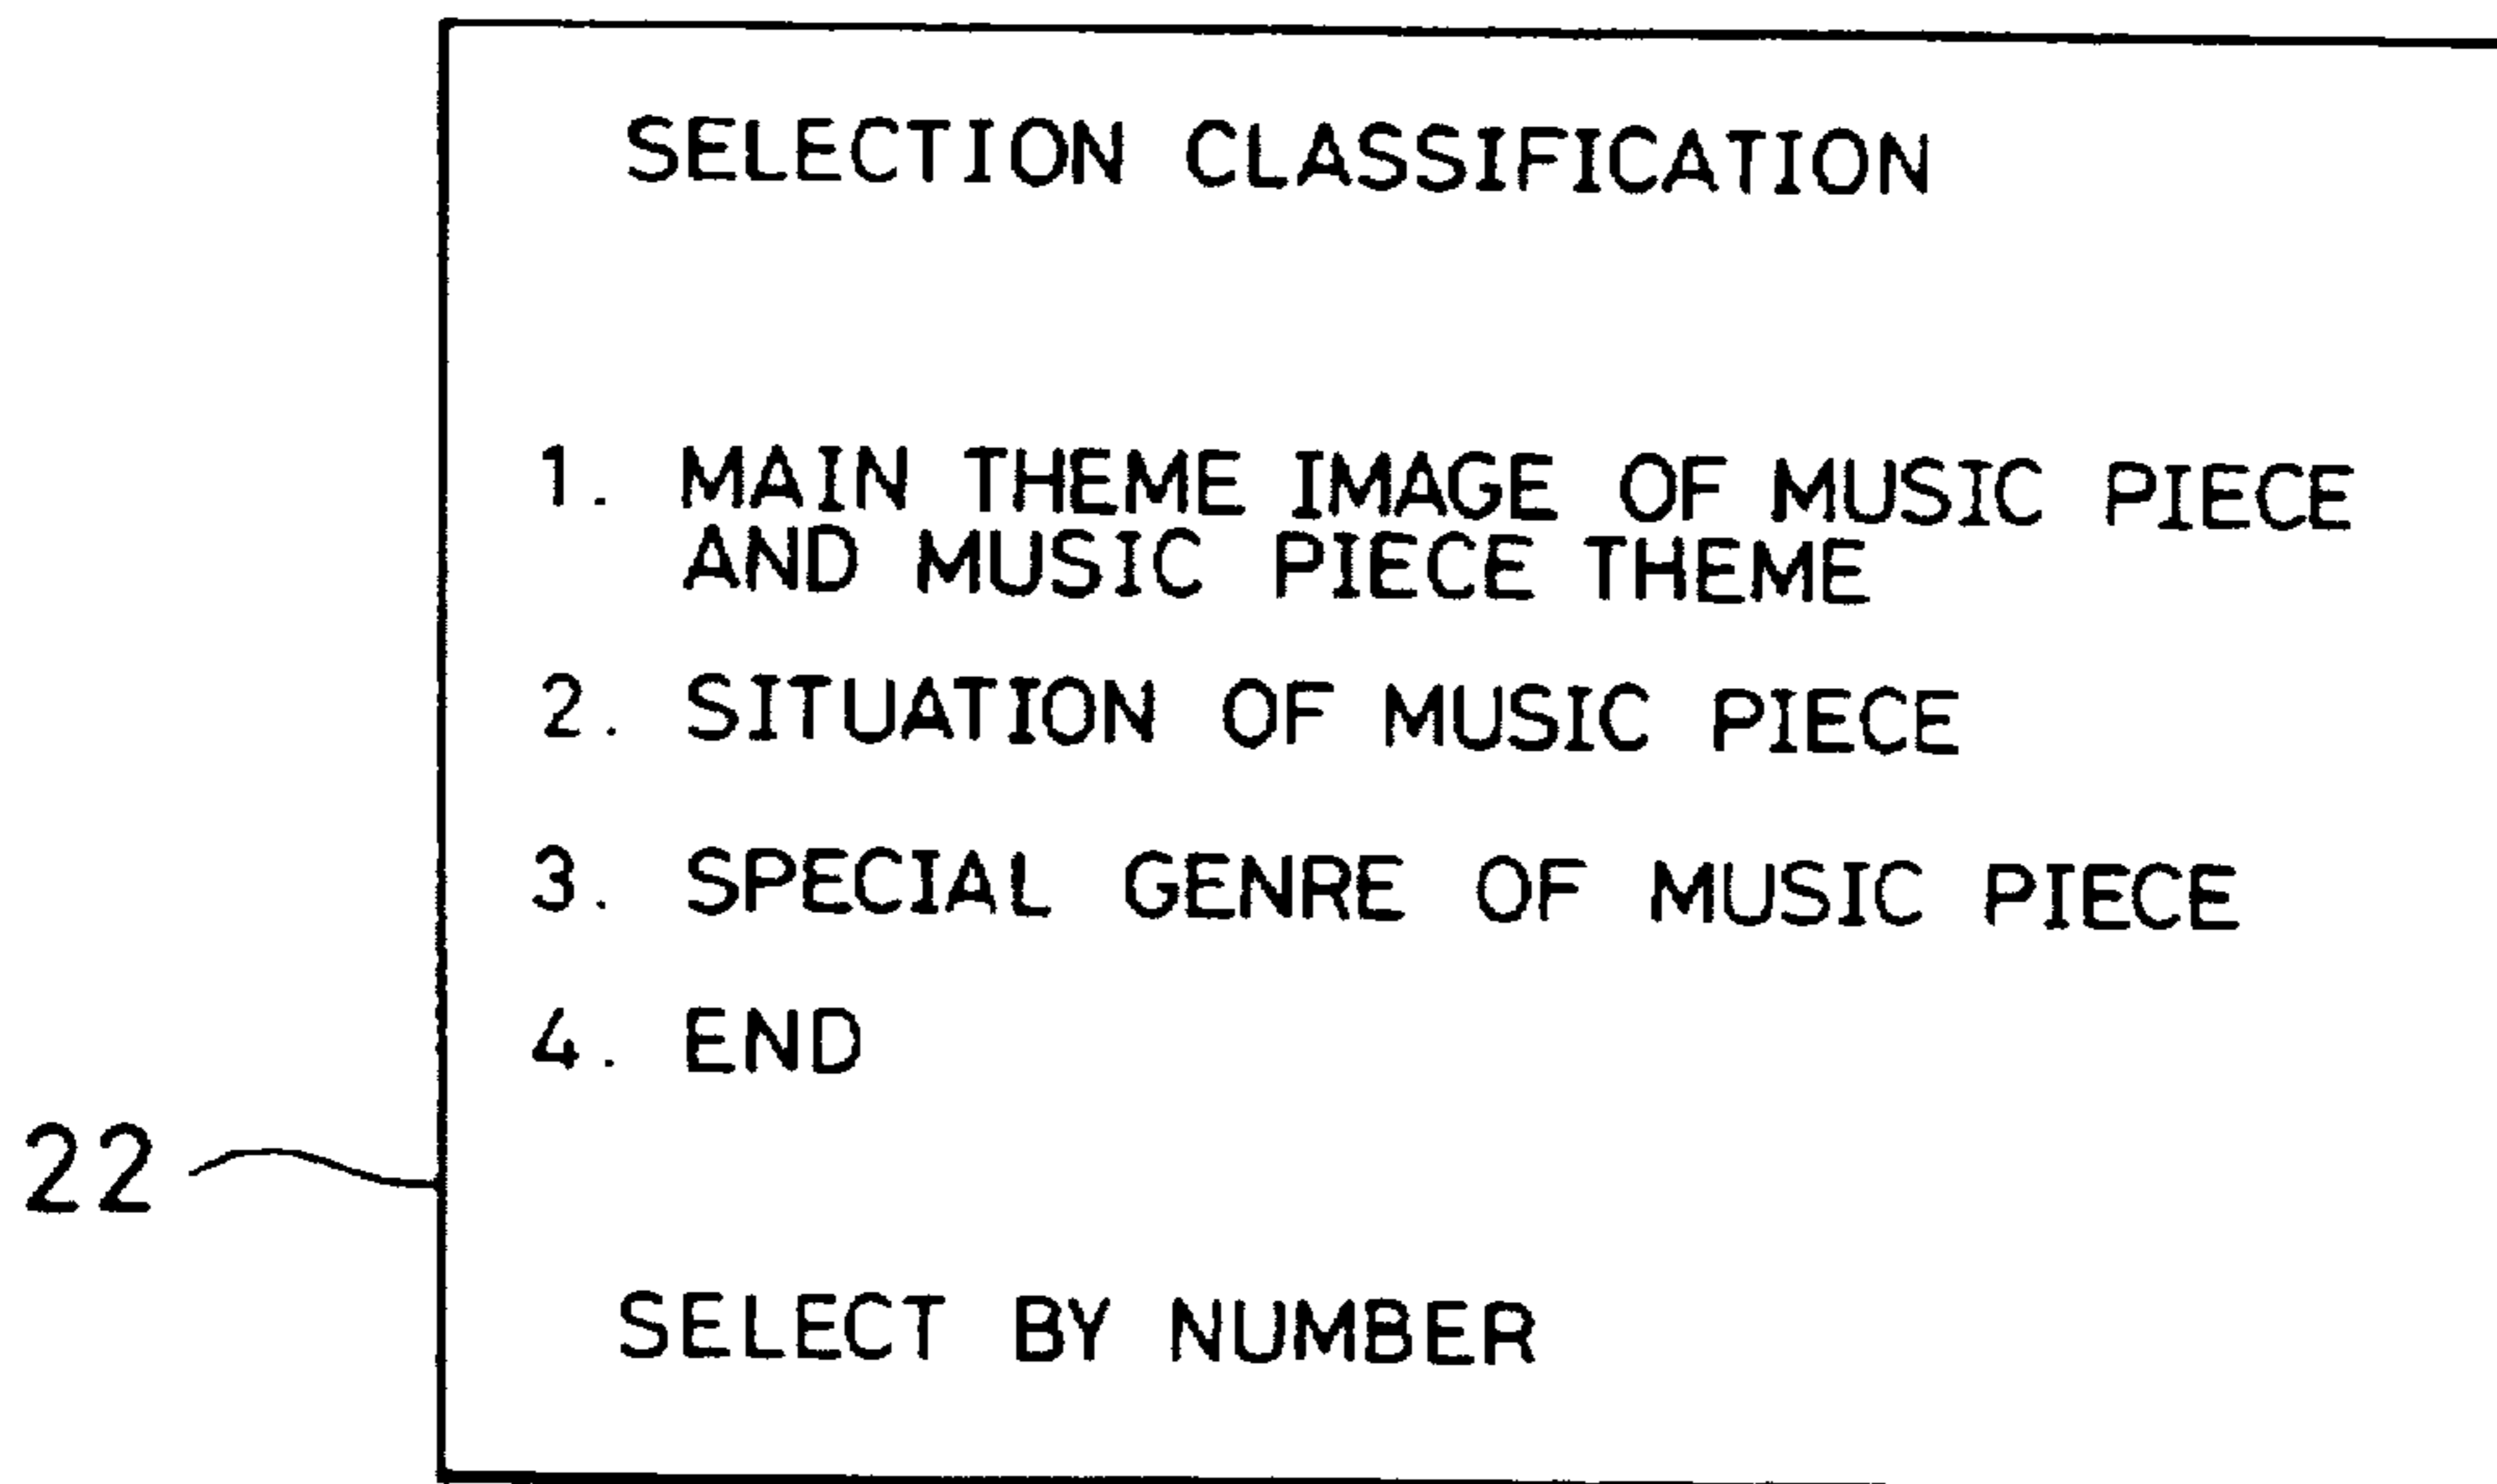 SELECTION CLASSIFICATION
1. MAIN THEME IMAGE OF MUSIC PIECE
AND MUSIC PIECE THEME
2. SITUATION OF MUSIC PIECE
3. SPECIAL GENRE OF MUSIC PIECE
4. END
22
SELECT BY NUMBER